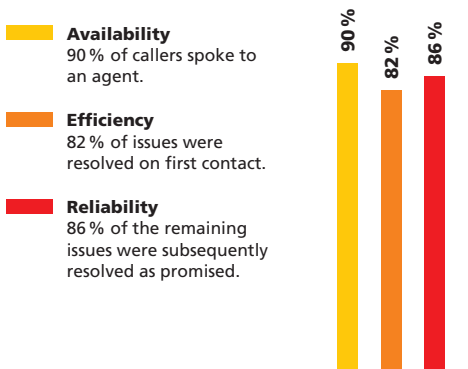 Availability
90 % of callers spoke to
an agent.
Efficiency
82 % of issues were
resolved on first contact.
Reliability
86 % of the remaining
issues were subsequently
resolved as promised.
90 %
82 %
86 %